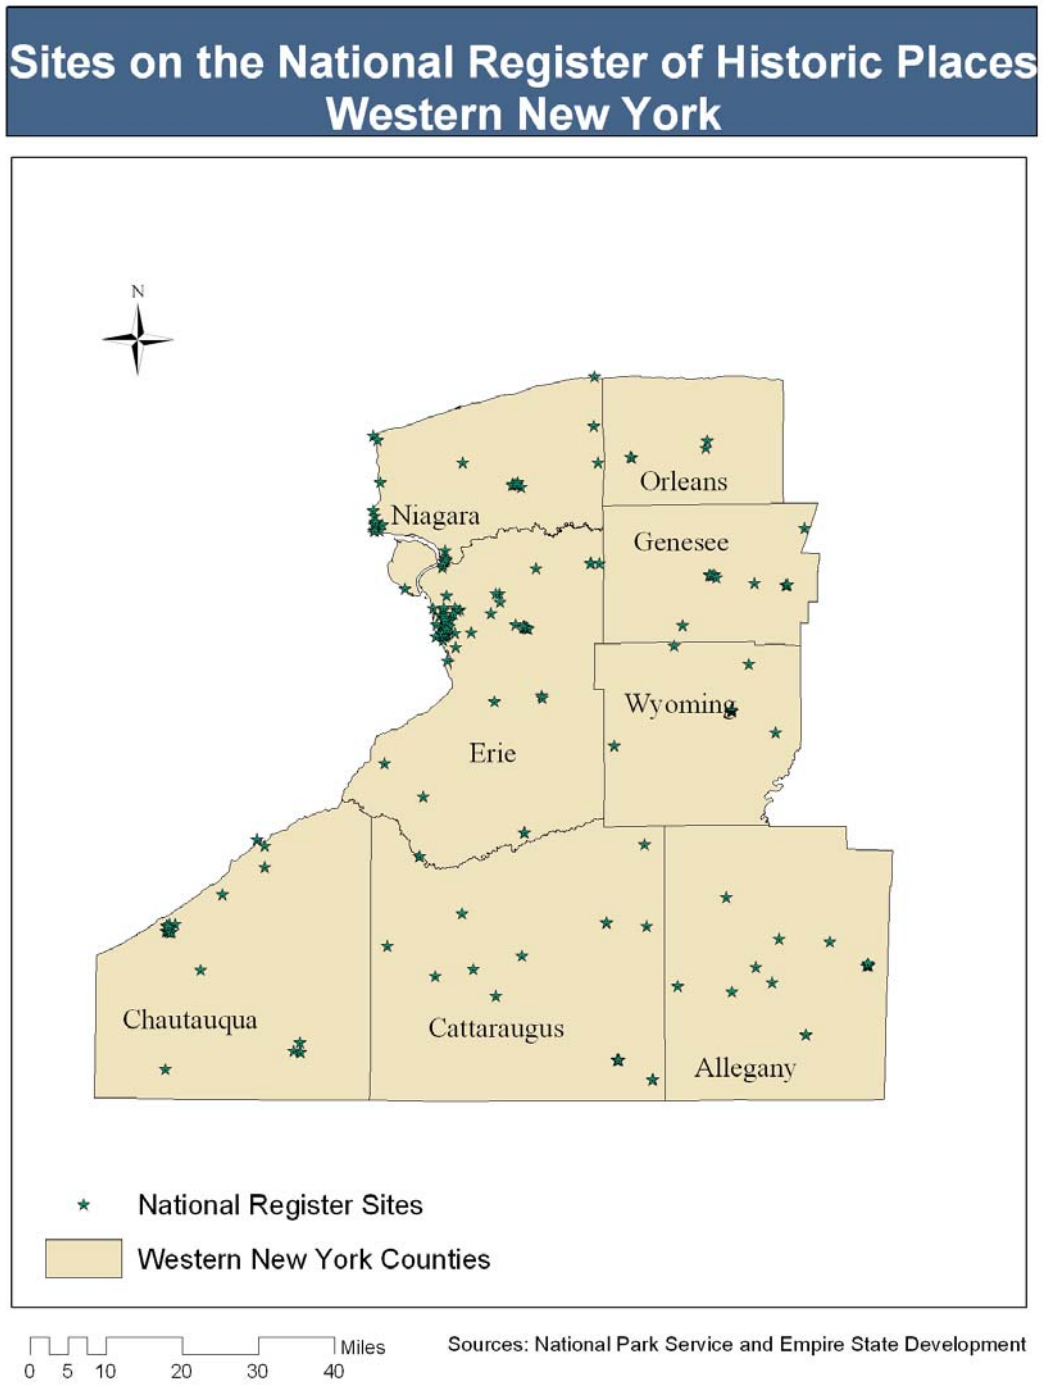 Sites on the National Register of Historic Places
Western New York
N
Orleans
Niagara
Genesee
Wyoming
Erie
Chautauqua
Cattaraugus
Allegany
National Register Sites
Western New York Counties
Miles
0 5 10 20 30 40
Sources: National Park Service and Empire State Development